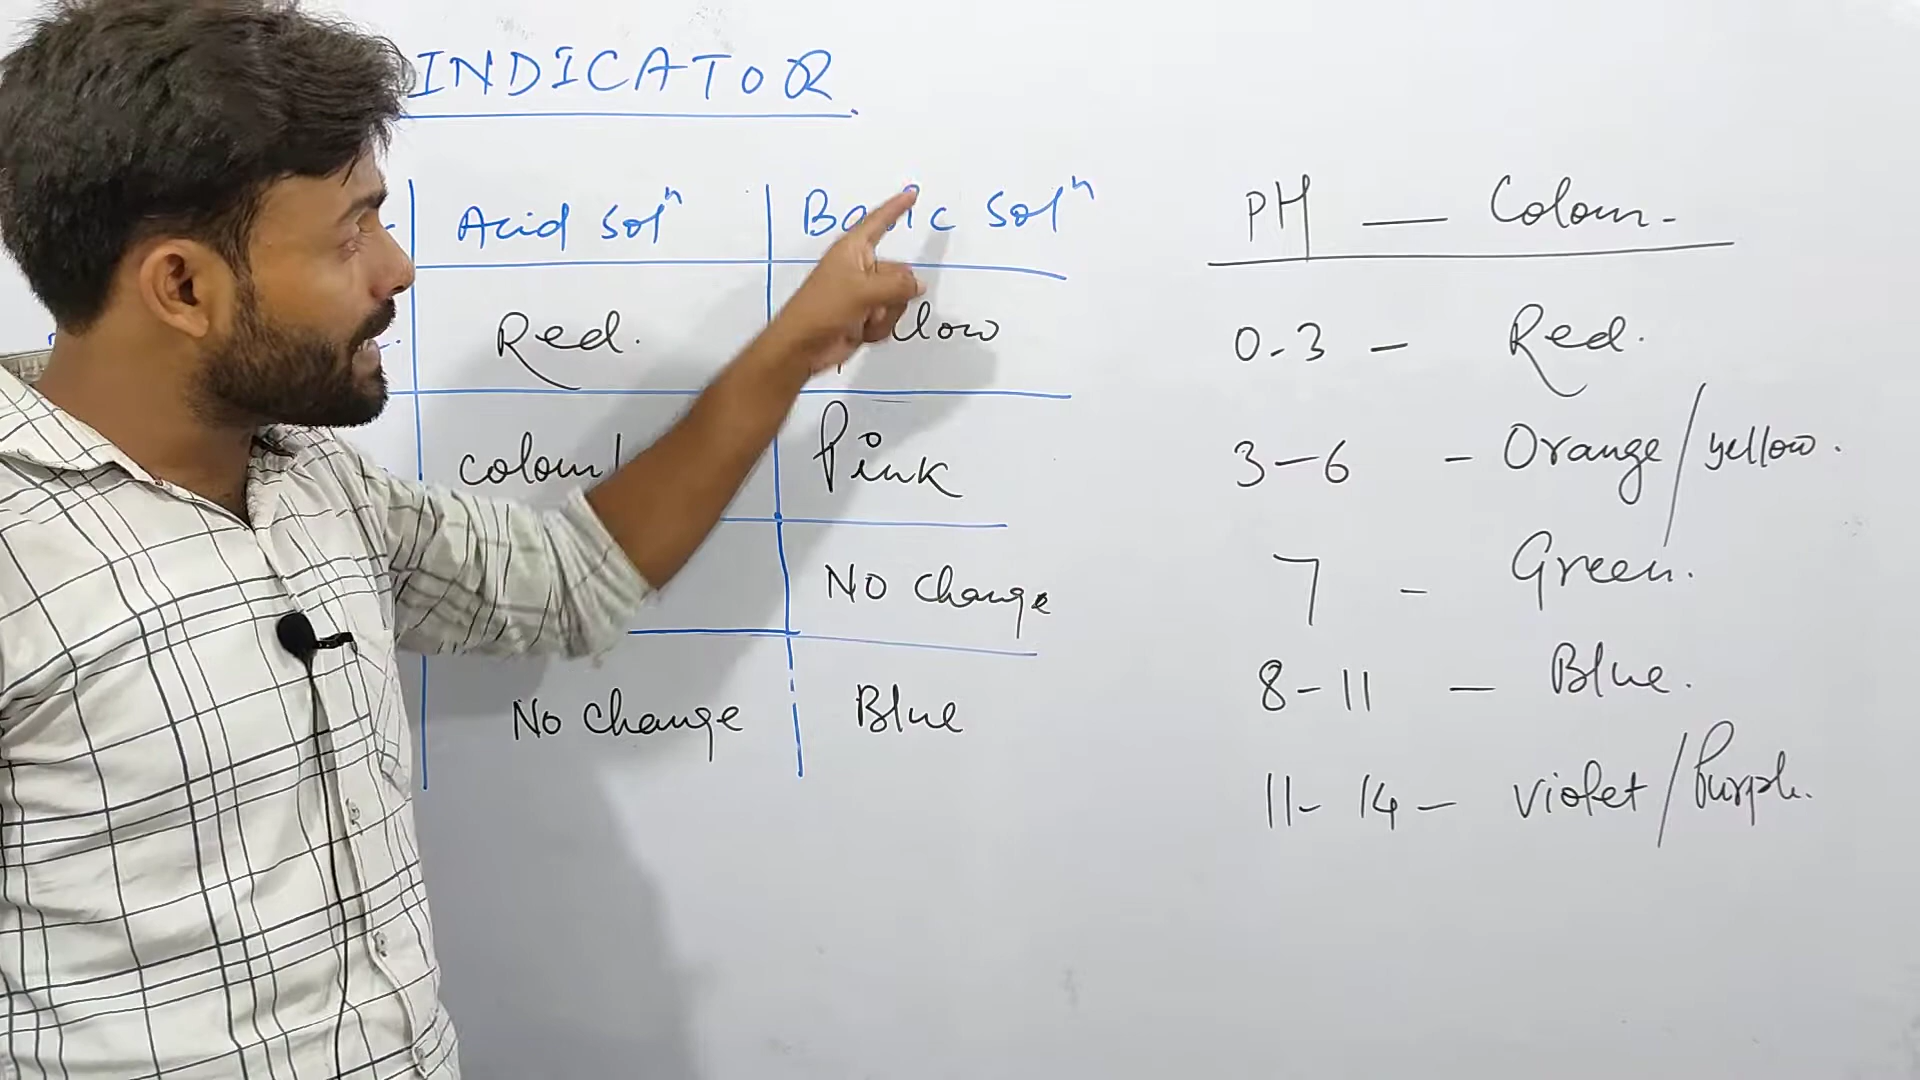 INDICATOR.
Acid solⁿ Basic solⁿ
Red.
Pink
No change
No change Blue
PH — Colour.
0-3 - Red.
3-6 - Orange/yellow.
7 - Green.
8-11 - Blue.
11-14 - violet/Purple.